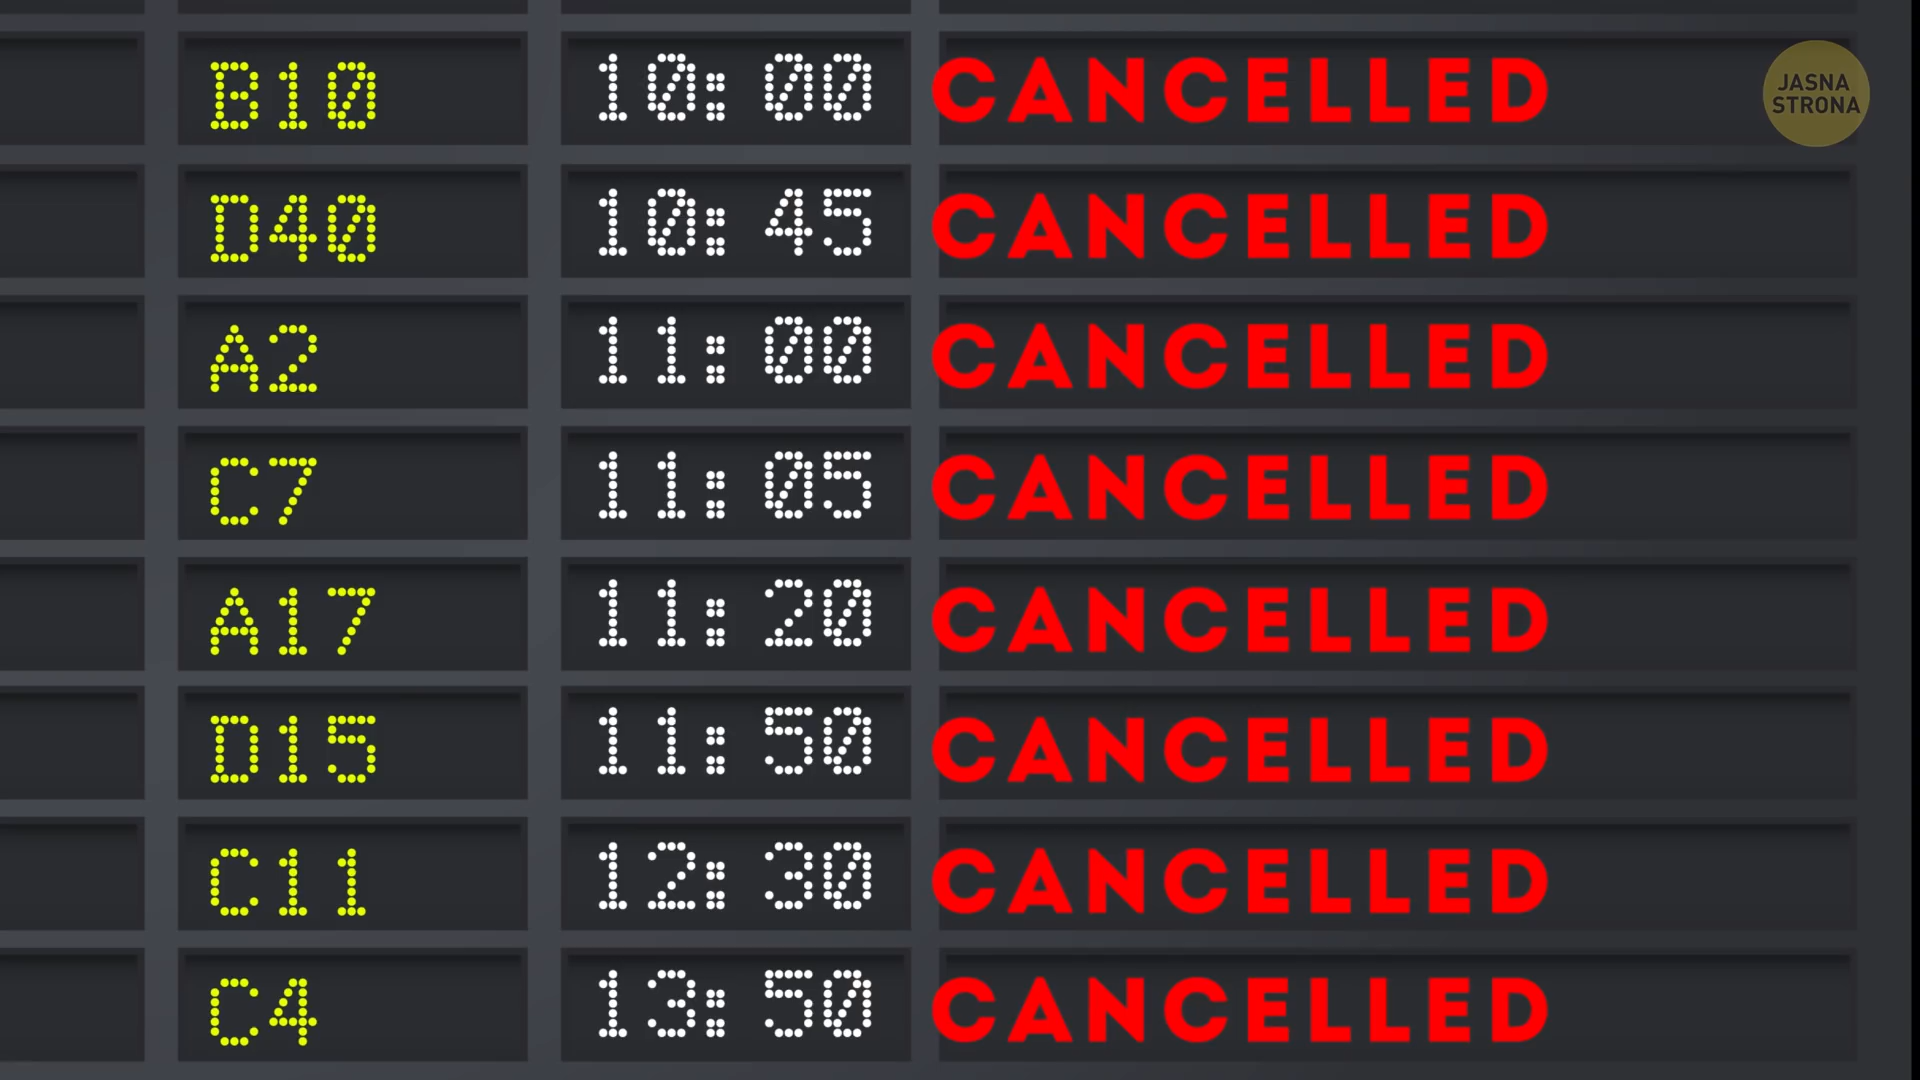 B10 10:00 CANCELLED
JASNA
STRONA
D40 10:45 CANCELLED
A2 11:00 CANCELLED
C7 11:05 CANCELLED
A17 11:20 CANCELLED
D15 11:50 CANCELLED
C11 12:30 CANCELLED
C4 13:50 CANCELLED